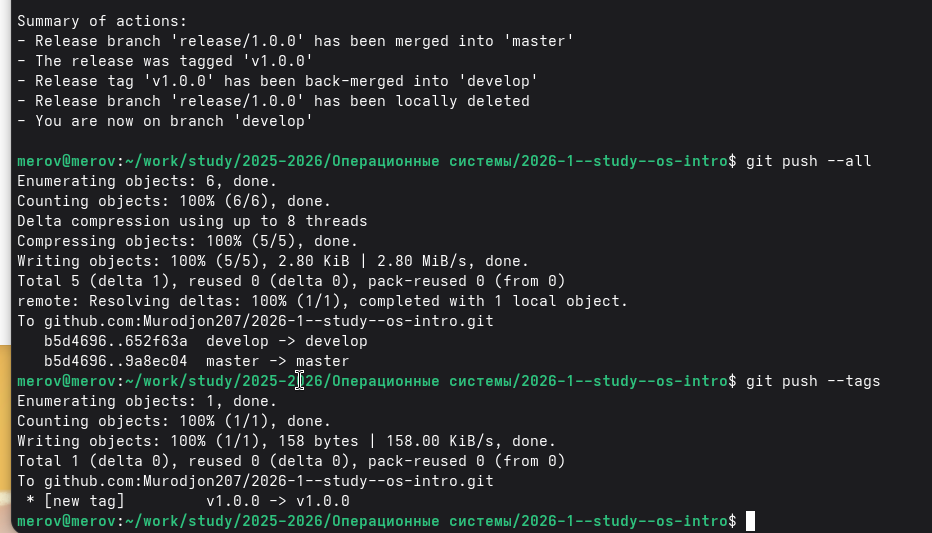 Summary of actions:
- Release branch 'release/1.0.0' has been merged into 'master'
- The release was tagged 'v1.0.0'
- Release tag 'v1.0.0' has been back-merged into 'develop'
- Release branch 'release/1.0.0' has been locally deleted
- You are now on branch 'develop'

merov@merov:~/work/study/2025-2026/Операционные системы/2026-1--study--os-intro$ git push --all
Enumerating objects: 6, done.
Counting objects: 100% (6/6), done.
Delta compression using up to 8 threads
Compressing objects: 100% (5/5), done.
Writing objects: 100% (5/5), 2.80 KiB | 2.80 MiB/s, done.
Total 5 (delta 1), reused 0 (delta 0), pack-reused 0 (from 0)
remote: Resolving deltas: 100% (1/1), completed with 1 local object.
To github.com:Murodjon207/2026-1--study--os-intro.git
   b5d4696..652f63a  develop -> develop
   b5d4696..9a8ec04  master -> master
merov@merov:~/work/study/2025-2026/Операционные системы/2026-1--study--os-intro$ git push --tags
Enumerating objects: 1, done.
Counting objects: 100% (1/1), done.
Writing objects: 100% (1/1), 158 bytes | 158.00 KiB/s, done.
Total 1 (delta 0), reused 0 (delta 0), pack-reused 0 (from 0)
To github.com:Murodjon207/2026-1--study--os-intro.git
 * [new tag]         v1.0.0 -> v1.0.0
merov@merov:~/work/study/2025-2026/Операционные системы/2026-1--study--os-intro$